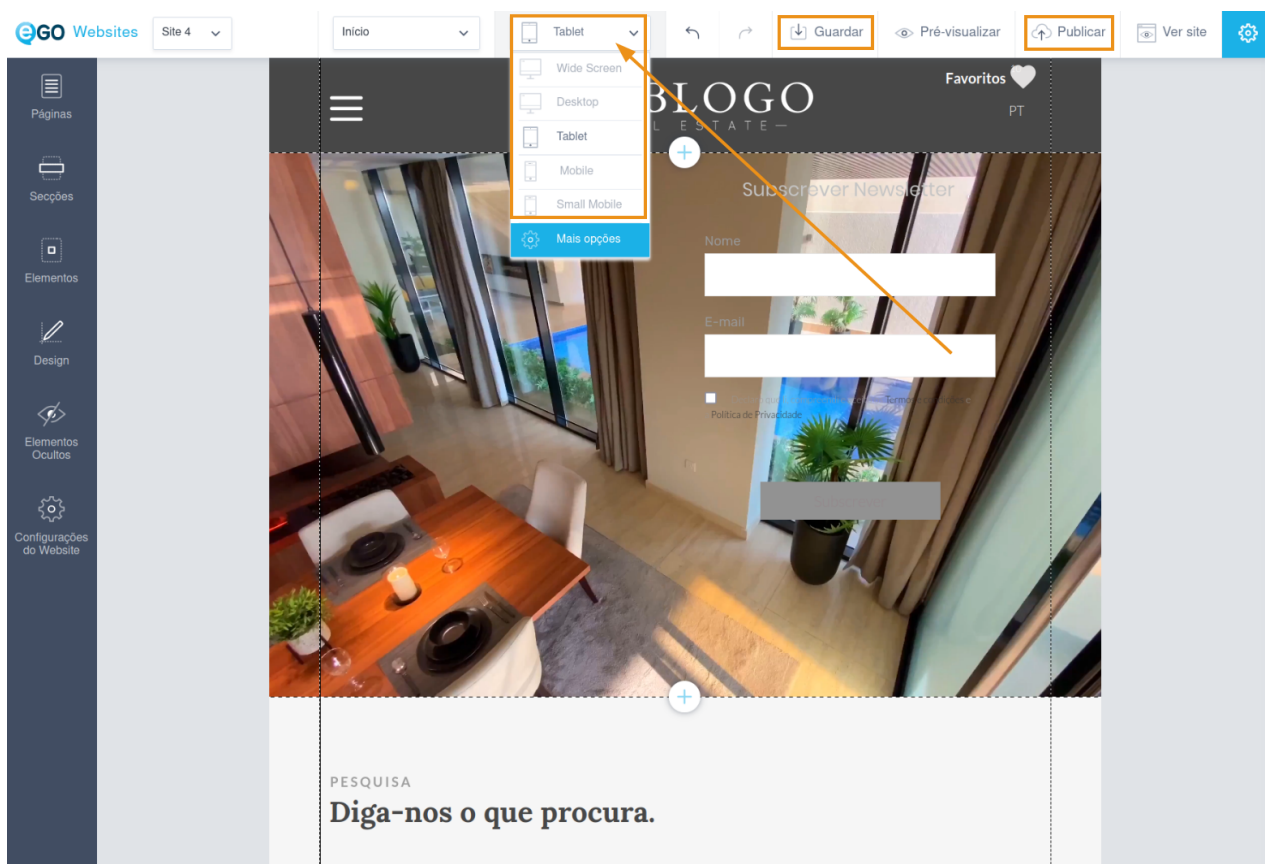 eGO Websites
Site 4
Início
Tablet
Guardar
Pré-visualizar
Publicar
Ver site
Wide Screen
Desktop
Tablet
Mobile
Small Mobile
Mais opções
Páginas
Secções
Elementos
Design
Elementos
Ocultos
Configurações
do Website
BLOGO
L ESTATE
Favoritos
PT
Subscrever Newsletter
Nome
E-mail
Política de Privacidade
PESQUISA
Diga-nos o que procura.